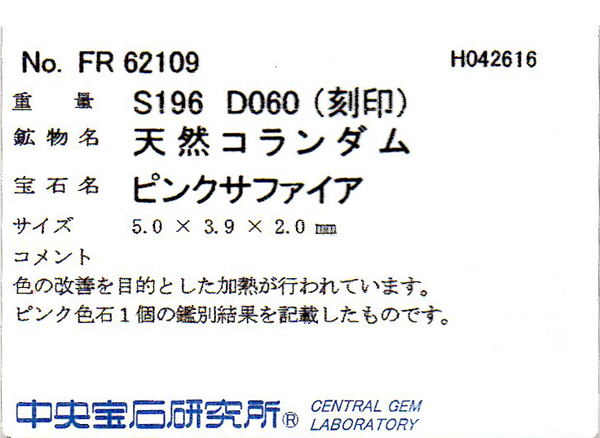 No. FR 62109 H042616
重量 S196 D060 (刻印)
鉱物名 天然コランダム
宝石名 ピンクサファイア
サイズ 5.0 × 3.9 × 2.0 ㎜
コメント
色の改善を目的とした加熱が行われています。
ピンク色石1個の鑑別結果を記載したものです。
中央宝石研究所® CENTRAL GEM
LABORATORY